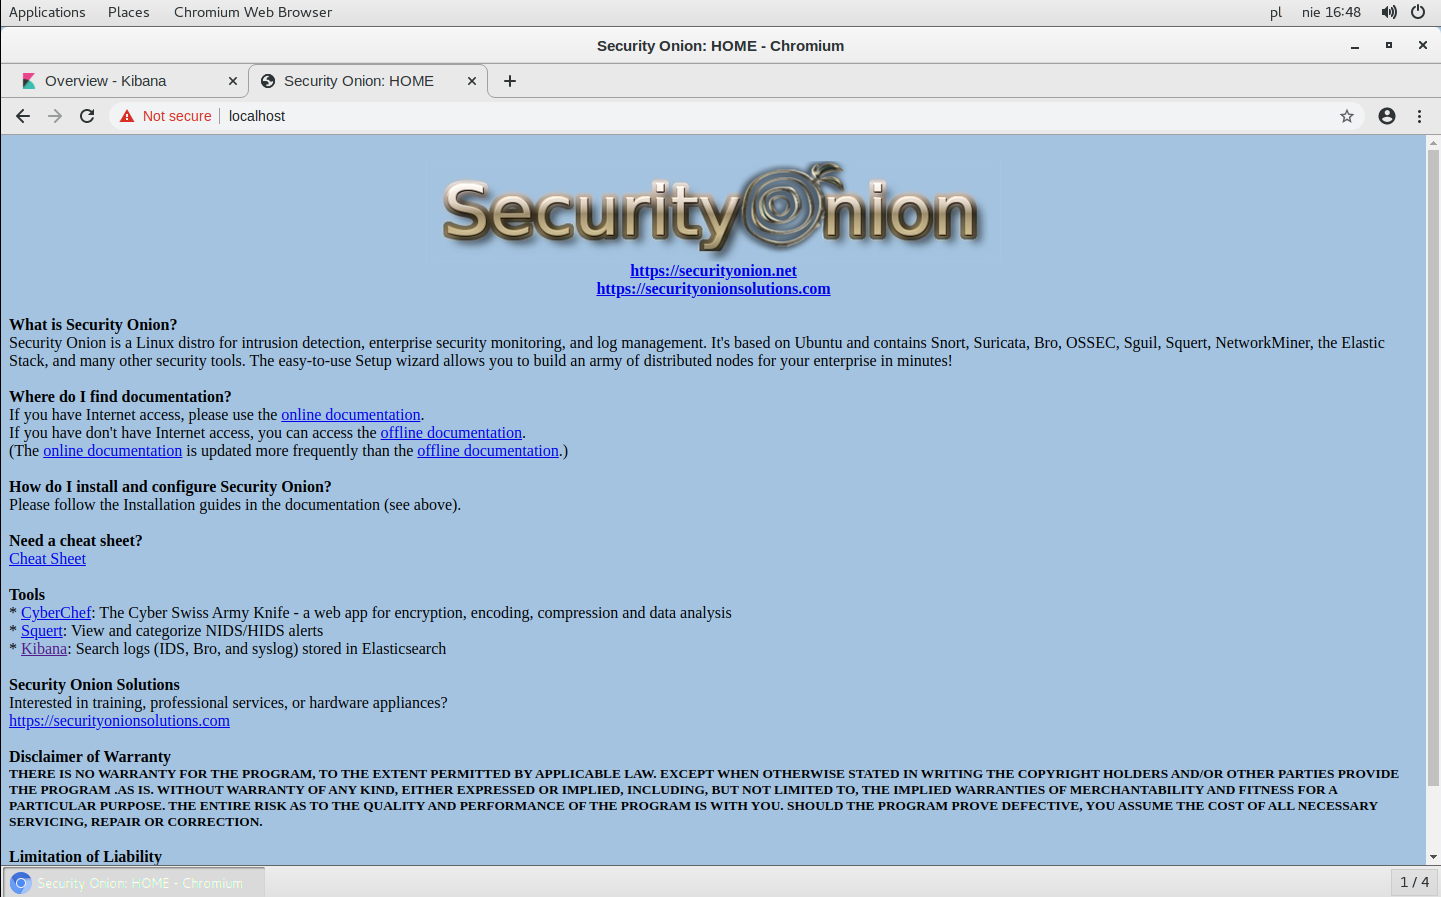 Applications Places Chromium Web Browser pl nie 16:48
Security Onion: HOME - Chromium
Overview - Kibana Security Onion: HOME
Not secure localhost
SecurityOnion
https://securityonion.net
https://securityonionsolutions.com
What is Security Onion?
Security Onion is a Linux distro for intrusion detection, enterprise security monitoring, and log management. It's based on Ubuntu and contains Snort, Suricata, Bro, OSSEC, Sguil, Squert, NetworkMiner, the Elastic
Stack, and many other security tools. The easy-to-use Setup wizard allows you to build an army of distributed nodes for your enterprise in minutes!
Where do I find documentation?
If you have Internet access, please use the online documentation.
If you have don't have Internet access, you can access the offline documentation.
(The online documentation is updated more frequently than the offline documentation.)
How do I install and configure Security Onion?
Please follow the Installation guides in the documentation (see above).
Need a cheat sheet?
Cheat Sheet
Tools
* CyberChef: The Cyber Swiss Army Knife - a web app for encryption, encoding, compression and data analysis
* Squert: View and categorize NIDS/HIDS alerts
* Kibana: Search logs (IDS, Bro, and syslog) stored in Elasticsearch
Security Onion Solutions
Interested in training, professional services, or hardware appliances?
https://securityonionsolutions.com
Disclaimer of Warranty
THERE IS NO WARRANTY FOR THE PROGRAM, TO THE EXTENT PERMITTED BY APPLICABLE LAW. EXCEPT WHEN OTHERWISE STATED IN WRITING THE COPYRIGHT HOLDERS AND/OR OTHER PARTIES PROVIDE
THE PROGRAM .AS IS. WITHOUT WARRANTY OF ANY KIND, EITHER EXPRESSED OR IMPLIED, INCLUDING, BUT NOT LIMITED TO, THE IMPLIED WARRANTIES OF MERCHANTABILITY AND FITNESS FOR A
PARTICULAR PURPOSE. THE ENTIRE RISK AS TO THE QUALITY AND PERFORMANCE OF THE PROGRAM IS WITH YOU. SHOULD THE PROGRAM PROVE DEFECTIVE, YOU ASSUME THE COST OF ALL NECESSARY
SERVICING, REPAIR OR CORRECTION.
Limitation of Liability
Security Onion: HOME - Chromium 1 / 4